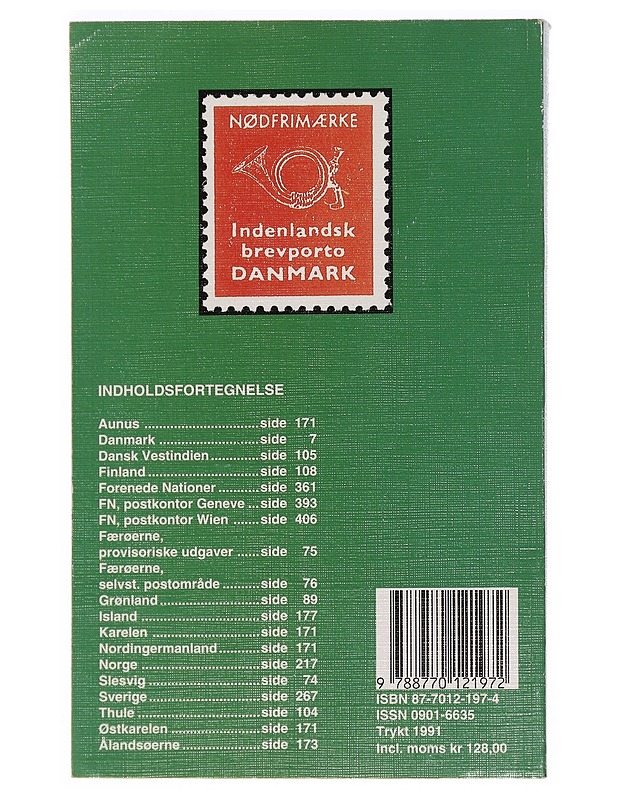 NØDFRIMÆRKE
Indenlandsk
brevporto
DANMARK
INDHOLDSFORTEGNELSE
Aunus ............................ side 171
Danmark ........................ side 7
Dansk Vestindien ............ side 105
Finland ........................... side 108
Forenede Nationer .......... side 361
FN, postkontor Geneve ... side 393
FN, postkontor Wien ...... side 406
Færøerne,
provisoriske udgaver ..... side 75
Færøerne,
selvst. postområde ......... side 76
Grønland ........................ side 89
Island ............................. side 177
Karelen .......................... side 171
Nordingermanland .......... side 171
Norge ............................. side 217
Slesvig ........................... side 74
Sverige ........................... side 267
Thule .............................. side 104
Østkarelen ...................... side 171
Ålandsøerne ................... side 173
9 788770 121972
ISBN 87-7012-197-4
ISSN 0901-6635
Trykt 1991
Incl. moms kr 128,00